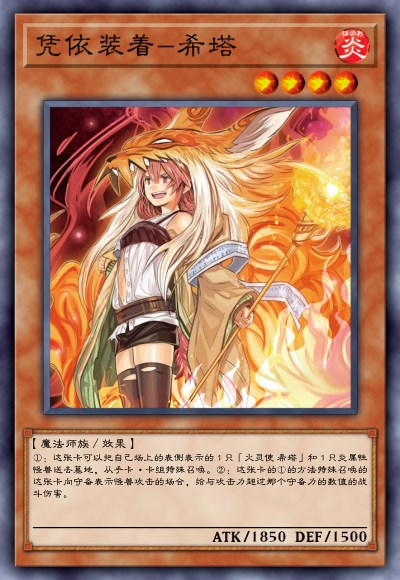 凭依装着–希塔
ほのお
炎
【魔法师族／效果】
①：这张卡可以把自己场上的表侧表示的1只「火灵使 希塔」和1只炎属性
怪兽送去墓地，从手卡·卡组特殊召唤。②：这张卡的①的方法特殊召唤的
这张卡向守备表示怪兽攻击的场合，给与攻击力超过那个守备力的数值的战
斗伤害。
ATK/1850 DEF/1500